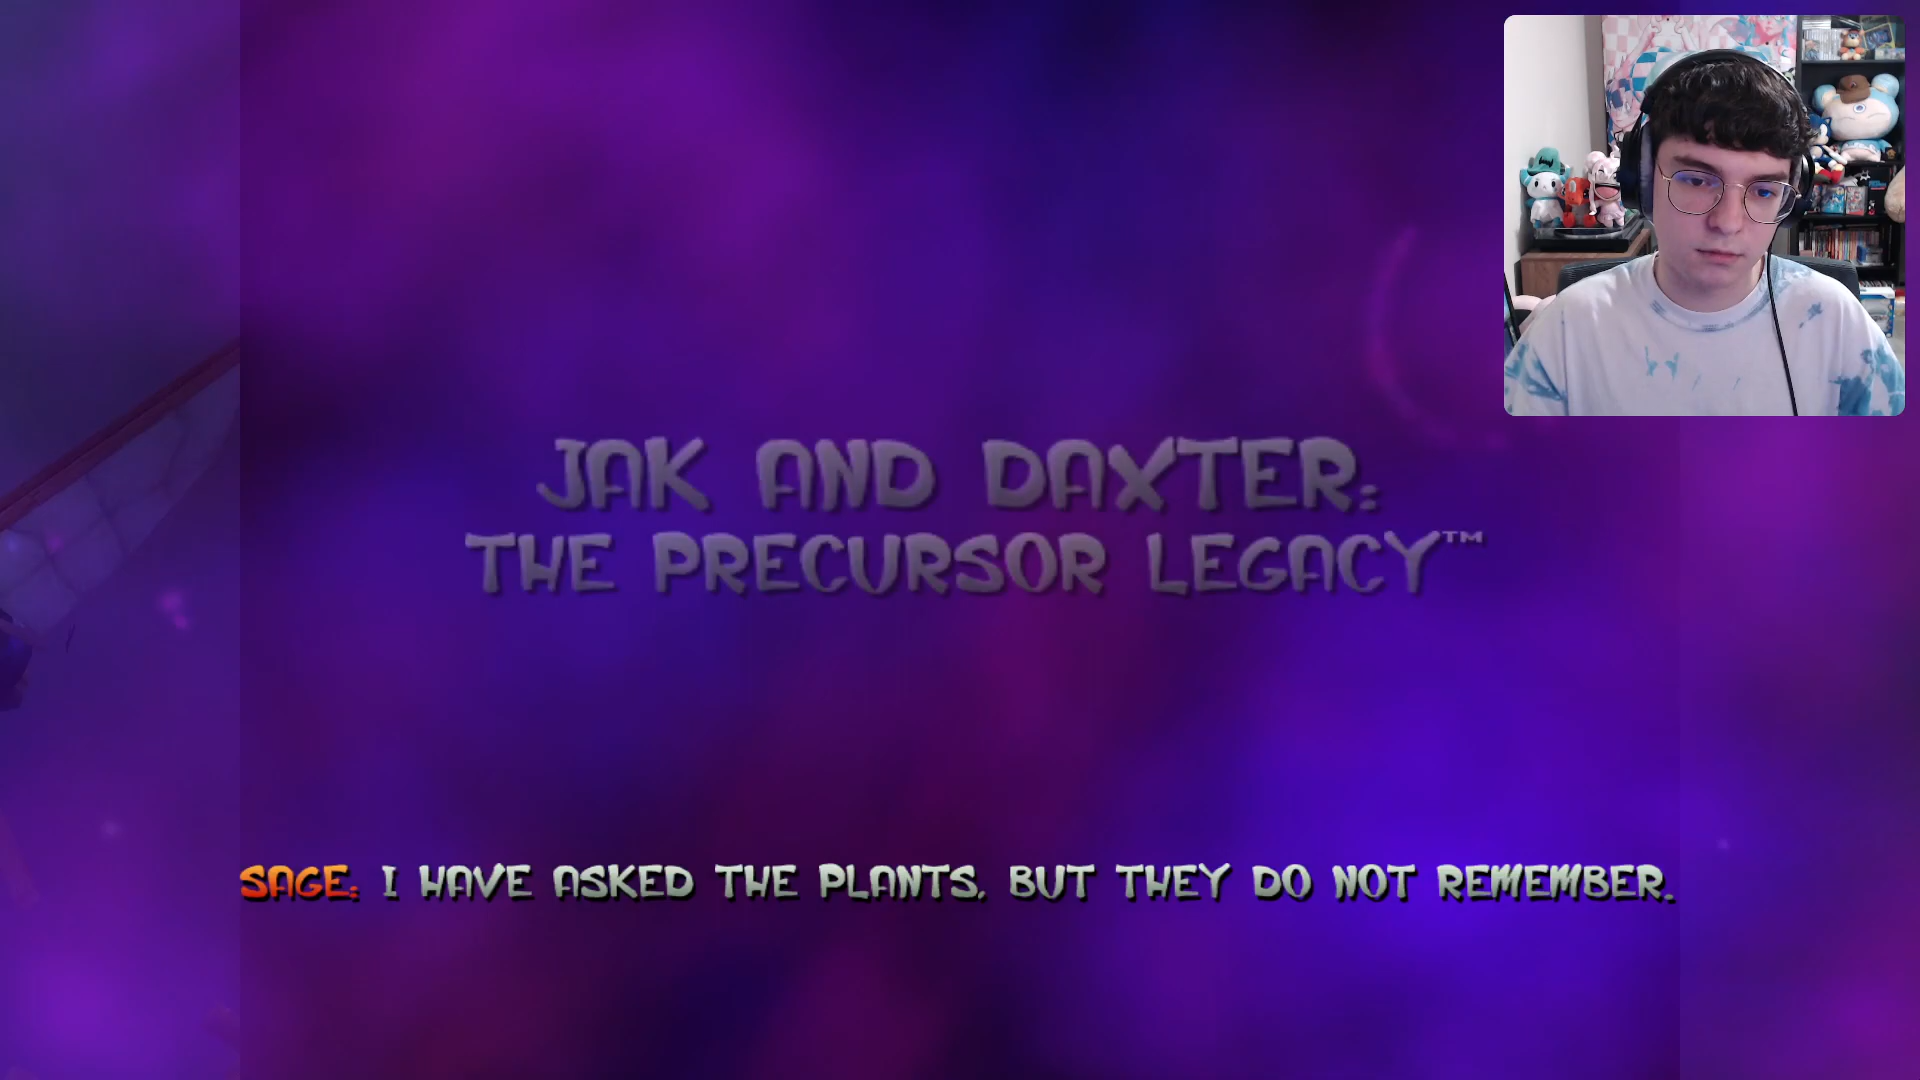 JAK AND DAXTER:
THE PRECURSOR LEGACY™
SAGE: I HAVE ASKED THE PLANTS, BUT THEY DO NOT REMEMBER.